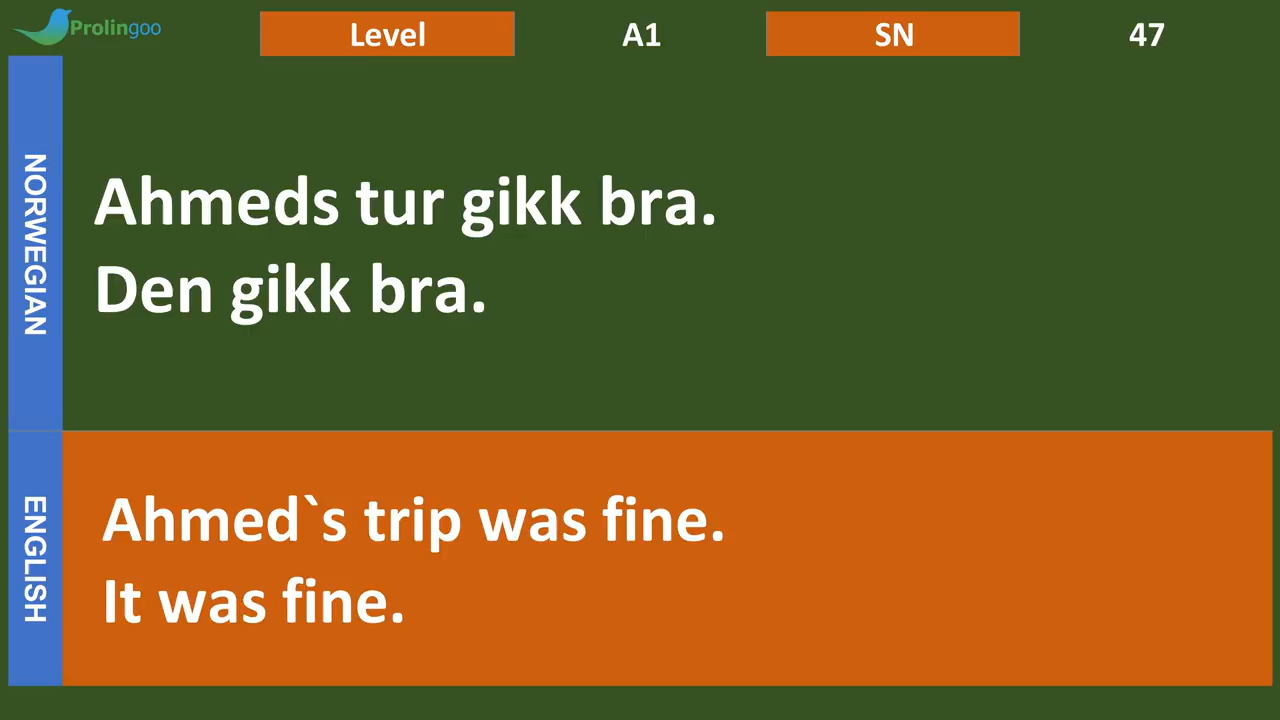 Prolingoo
Level A1 SN 47
NORWEGIAN
Ahmeds tur gikk bra.
Den gikk bra.
ENGLISH
Ahmed`s trip was fine.
It was fine.